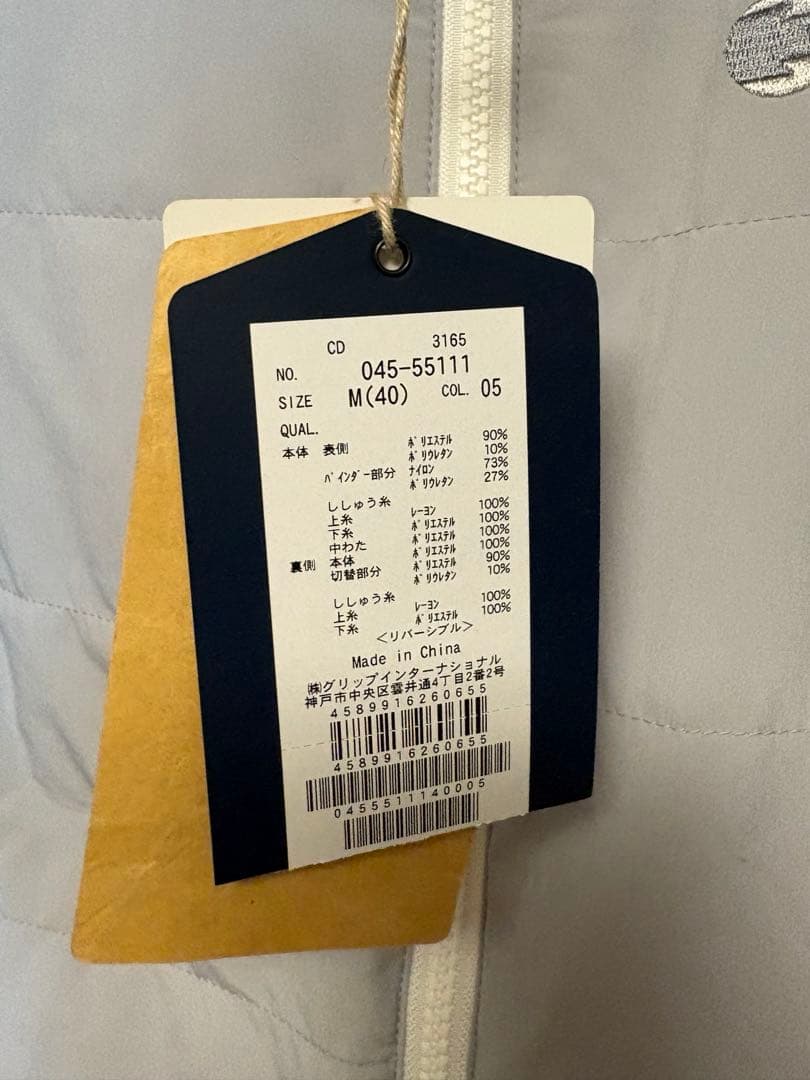 CD 3165
NO. 045-55111
SIZE M(40) COL. 05
QUAL.
本体 表側 ﾎﾟﾘｴｽﾃﾙ 90%
ﾎﾟﾘｳﾚﾀﾝ 10%
ﾊﾞｲﾝﾀﾞｰ部分 ﾅｲﾛﾝ 73%
ﾎﾟﾘｳﾚﾀﾝ 27%
ししゅう糸
上糸 ﾚｰﾖﾝ 100%
下糸 ﾎﾟﾘｴｽﾃﾙ 100%
中わた ﾎﾟﾘｴｽﾃﾙ 100%
裏側 本体 ﾎﾟﾘｴｽﾃﾙ 100%
切替部分 ﾎﾟﾘｴｽﾃﾙ 90%
ﾎﾟﾘｳﾚﾀﾝ 10%
ししゅう糸
上糸 ﾚｰﾖﾝ 100%
下糸 ﾎﾟﾘｴｽﾃﾙ 100%
<リバーシブル>
Made in China
㈱グリップインターナショナル
神戸市中央区雲井通4丁目2番2号
4589916260655
4589916260655
0455511140005